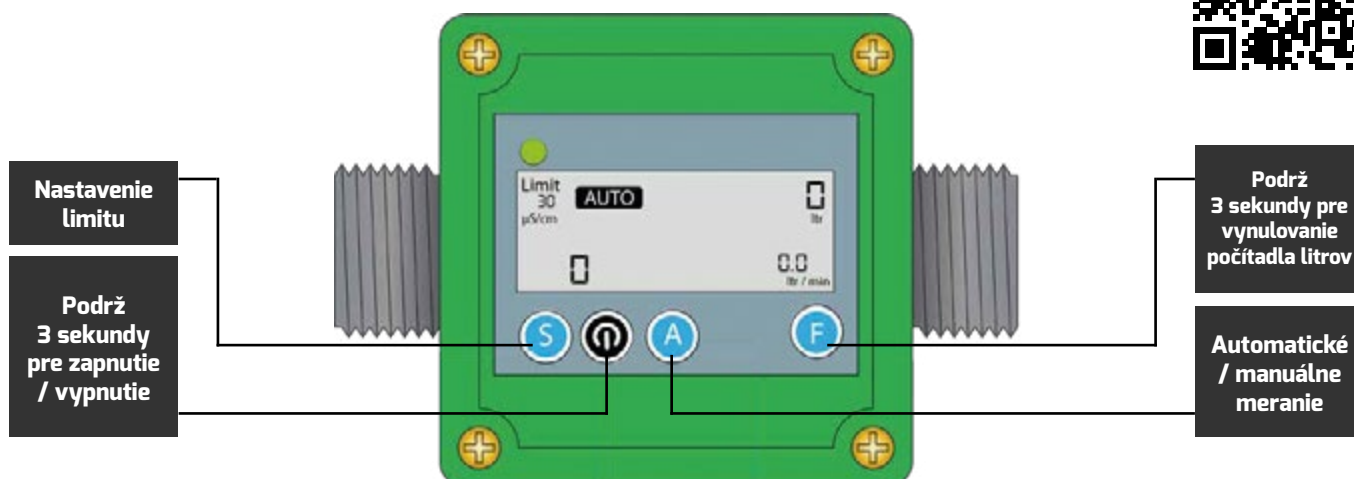 Nastavenie
limitu
Podrž
3 sekundy
pre zapnutie
/ vypnutie
Limit
30
µS/cm
AUTO
0
ltr
0
0.0
ltr / min
S
A
F
Podrž
3 sekundy pre
vynulovanie
počítadla litrov
Automatické
/ manuálne
meranie